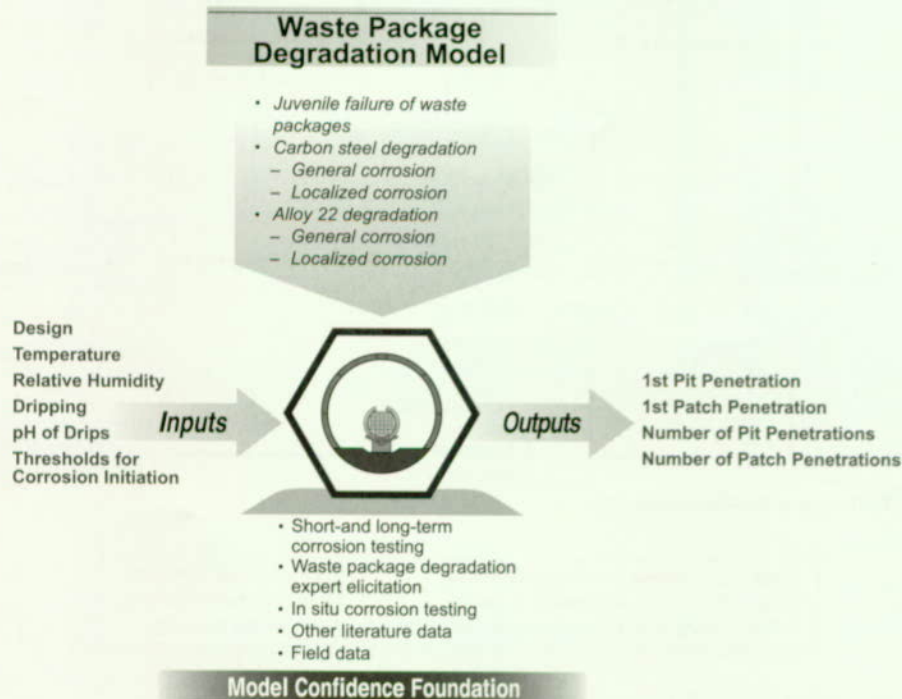 Waste Package
Degradation Model
• Juvenile failure of waste
packages
• Carbon steel degradation
– General corrosion
– Localized corrosion
• Alloy 22 degradation
– General corrosion
– Localized corrosion
Design
Temperature
Relative Humidity
Dripping
pH of Drips
Thresholds for
Corrosion Initiation
Inputs
Outputs
1st Pit Penetration
1st Patch Penetration
Number of Pit Penetrations
Number of Patch Penetrations
• Short-and long-term
corrosion testing
• Waste package degradation
expert elicitation
• In situ corrosion testing
• Other literature data
• Field data
Model Confidence Foundation